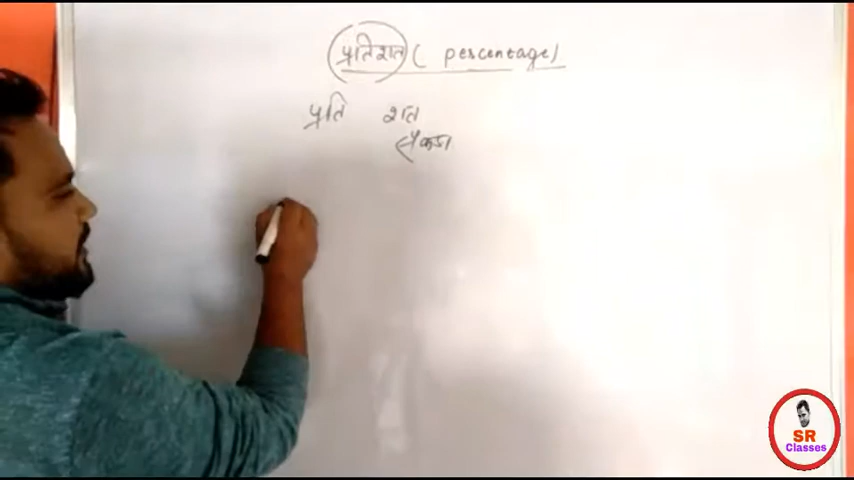 प्रतिशत ( percentage)
प्रति शत
सैकडा
SR
Classes